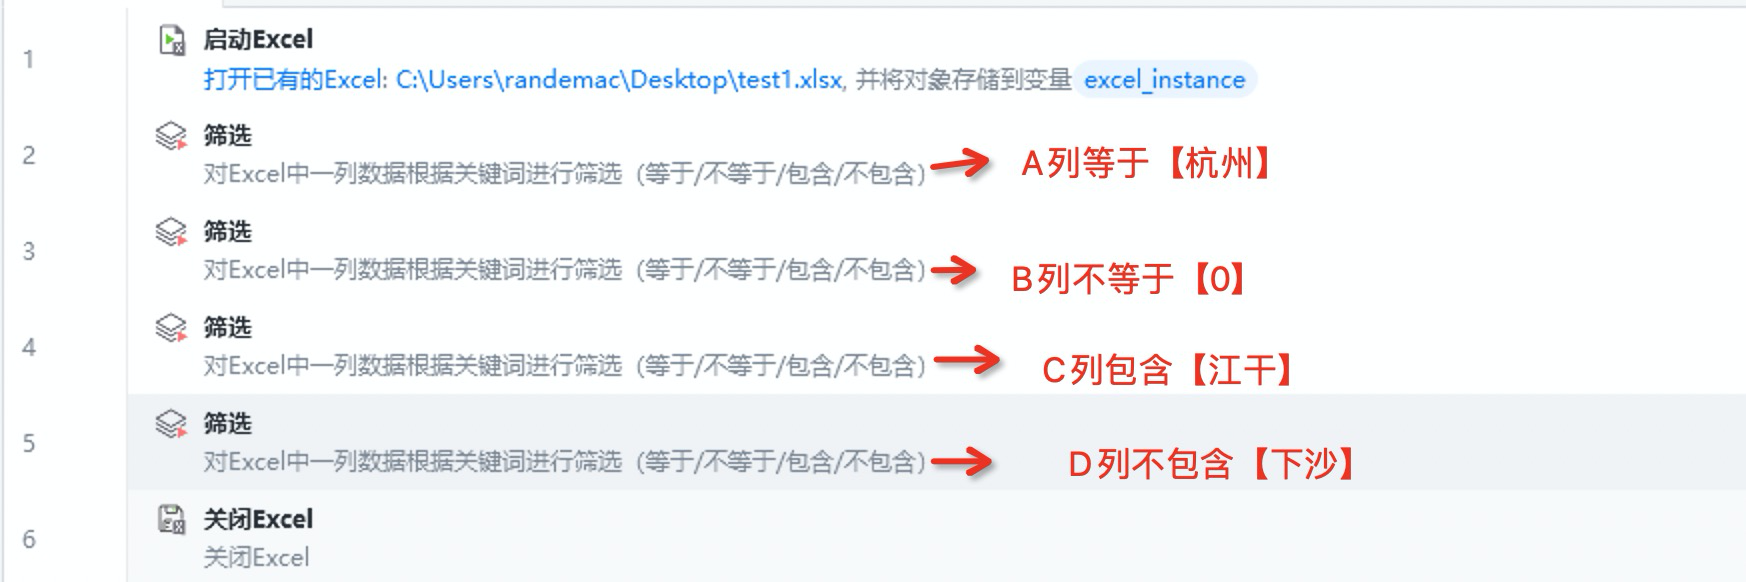 1
启动Excel
打开已有的Excel: C:\Users\randemac\Desktop\test1.xlsx, 并将对象存储到变量 excel_instance
2
筛选
对Excel中一列数据根据关键词进行筛选（等于/不等于/包含/不包含） A列等于【杭州】
3
筛选
对Excel中一列数据根据关键词进行筛选（等于/不等于/包含/不包含） B列不等于【0】
4
筛选
对Excel中一列数据根据关键词进行筛选（等于/不等于/包含/不包含） C列包含【江干】
5
筛选
对Excel中一列数据根据关键词进行筛选（等于/不等于/包含/不包含） D列不包含【下沙】
6
关闭Excel
关闭Excel